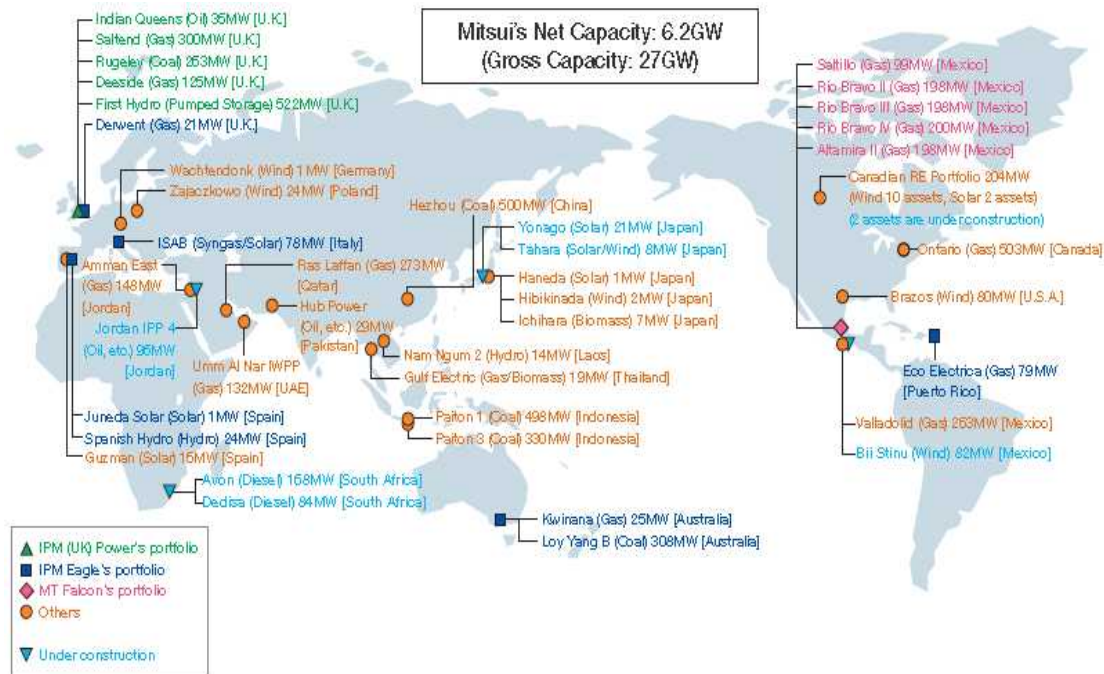 Indian Queens (Oil) 35MW [U.K.]
Saltend (Gas) 300MW [U.K.]
Rugeley (Coal) 263MW [U.K.]
Deeside (Gas) 125MW [U.K.]
First Hydro (Pumped Storage) 522MW [U.K.]
Derwent (Gas) 21MW [U.K.]
Mitsui's Net Capacity: 6.2GW
(Gross Capacity: 27GW)
Saltillo (Gas) 99MW [Mexico]
Rio Bravo II (Gas) 198MW [Mexico]
Rio Bravo III (Gas) 198MW [Mexico]
Rio Bravo IV (Gas) 200MW [Mexico]
Altamira II (Gas) 198MW [Mexico]
Wachtendonk (Wind) 1MW [Germany]
Zajaczkowo (Wind) 24MW [Poland]
ISAB (Syngas/Solar) 78MW [Italy]
Amman East
(Gas) 148MW
[Jordan]
Jordan IPP 4
(Oil, etc.) 96MW
[Jordan]
Ras Laffan (Gas) 273MW
[Qatar]
Hub Power
(Oil, etc.) 29MW
[Pakistan]
Umm Al Nar IWPP
(Gas) 132MW [UAE]
Hezhou (Coal) 500MW [China]
Yonago (Solar) 21MW [Japan]
Tahara (Solar/Wind) 8MW [Japan]
Haneda (Solar) 1MW [Japan]
Hibikinada (Wind) 2MW [Japan]
Ichihara (Biomass) 7MW [Japan]
Nam Ngum 2 (Hydro) 14MW [Laos]
Gulf Electric (Gas/Biomass) 19MW [Thailand]
Paiton 1 (Coal) 498MW [Indonesia]
Paiton 3 (Coal) 330MW [Indonesia]
Juneda Solar (Solar) 1MW [Spain]
Spanish Hydro (Hydro) 24MW [Spain]
Guzman (Solar) 15MW [Spain]
Avon (Diesel) 168MW [South Africa]
Dedisa (Diesel) 84MW [South Africa]
Kwinana (Gas) 25MW [Australia]
Loy Yang B (Coal) 308MW [Australia]
Canadian RE Portfolio 204MW
(Wind 10 assets, Solar 2 assets)
(2 assets are under construction)
Ontario (Gas) 503MW [Canada]
Brazos (Wind) 80MW [U.S.A.]
Eco Electrica (Gas) 79MW
[Puerto Rico]
Valladolid (Gas) 263MW [Mexico]
Bii Stinu (Wind) 82MW [Mexico]
IPM (UK) Power's portfolio
IPM Eagle's portfolio
MT Falcon's portfolio
Others
Under construction